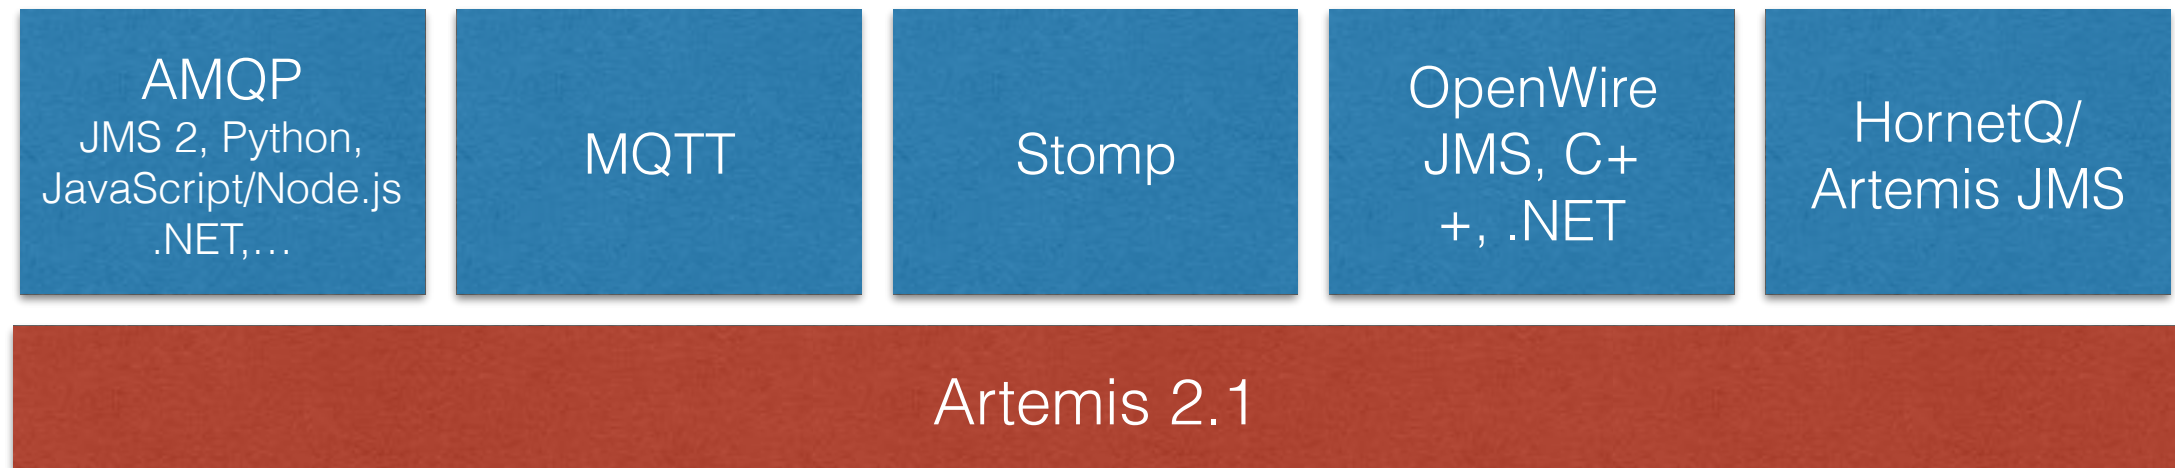 AMQP
JMS 2, Python,
JavaScript/Node.js
.NET,…
MQTT
Stomp
OpenWire
JMS, C+
+, .NET
HornetQ/
Artemis JMS
Artemis 2.1